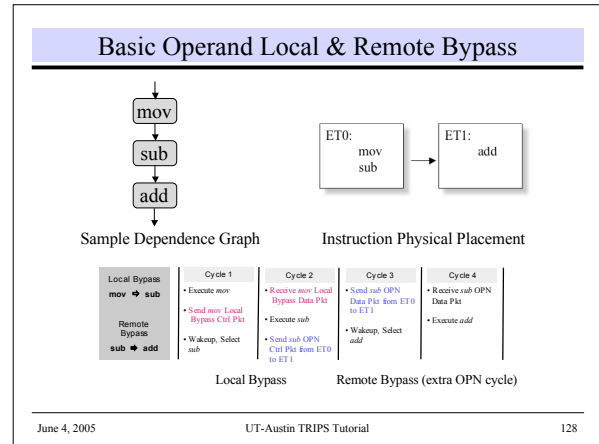 Basic Operand Local & Remote Bypass
mov
sub
add
ET0:
mov
sub
ET1:
add
Sample Dependence Graph
Instruction Physical Placement
Local Bypass
mov ➩ sub
Remote
Bypass
sub ➩ add
Cycle 1
• Execute mov
• Send mov Local
Bypass Ctrl Pkt
• Wakeup, Select
sub
Cycle 2
• Receive mov Local
Bypass Data Pkt
• Execute sub
• Send sub OPN
Ctrl Pkt from ET0
to ET1
Cycle 3
• Send sub OPN
Data Pkt from ET0
to ET1
• Wakeup, Select
add
Cycle 4
• Receive sub OPN
Data Pkt
• Execute add
Local Bypass
Remote Bypass (extra OPN cycle)
June 4, 2005
UT-Austin TRIPS Tutorial
128